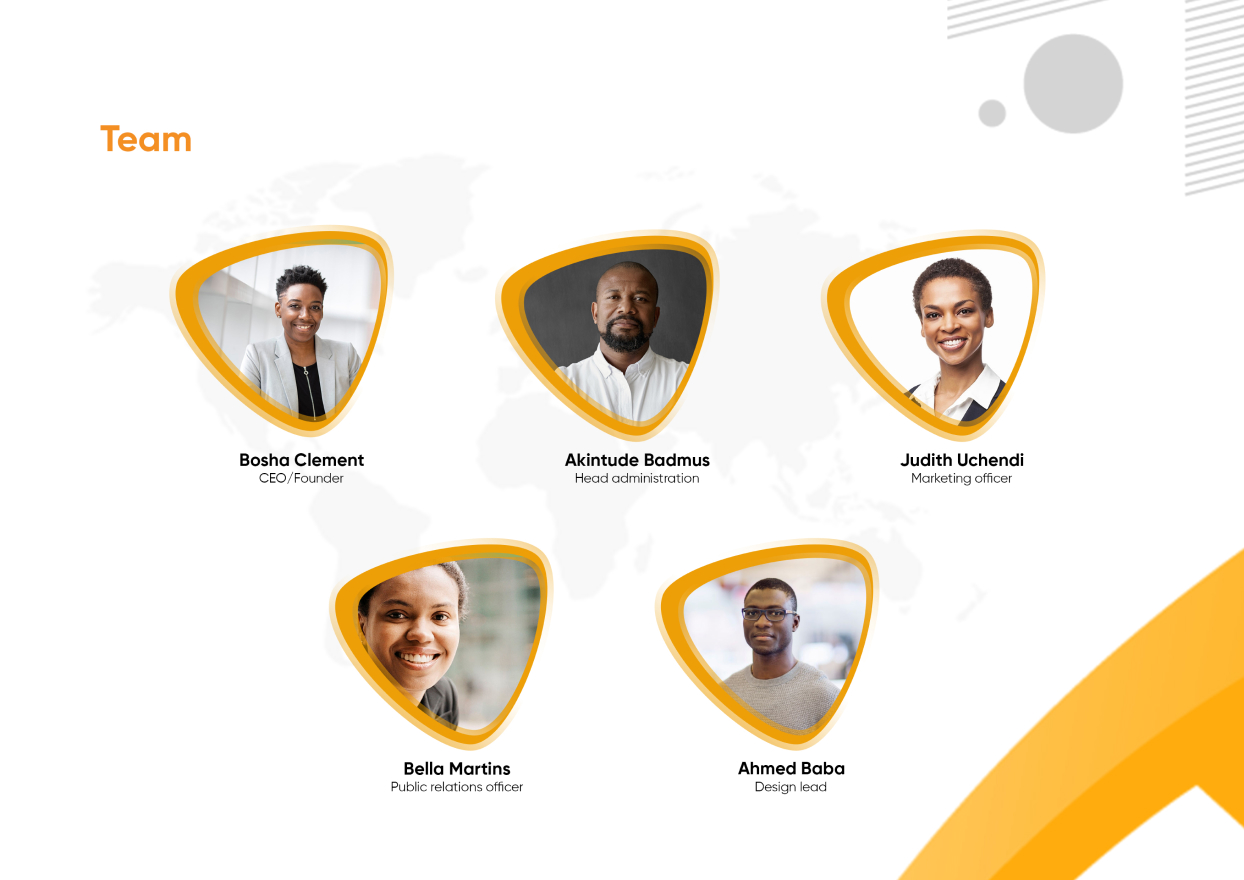 Team
Bosha Clement
CEO/Founder
Akintude Badmus
Head administration
Judith Uchendi
Marketing officer
Bella Martins
Public relations officer
Ahmed Baba
Design lead